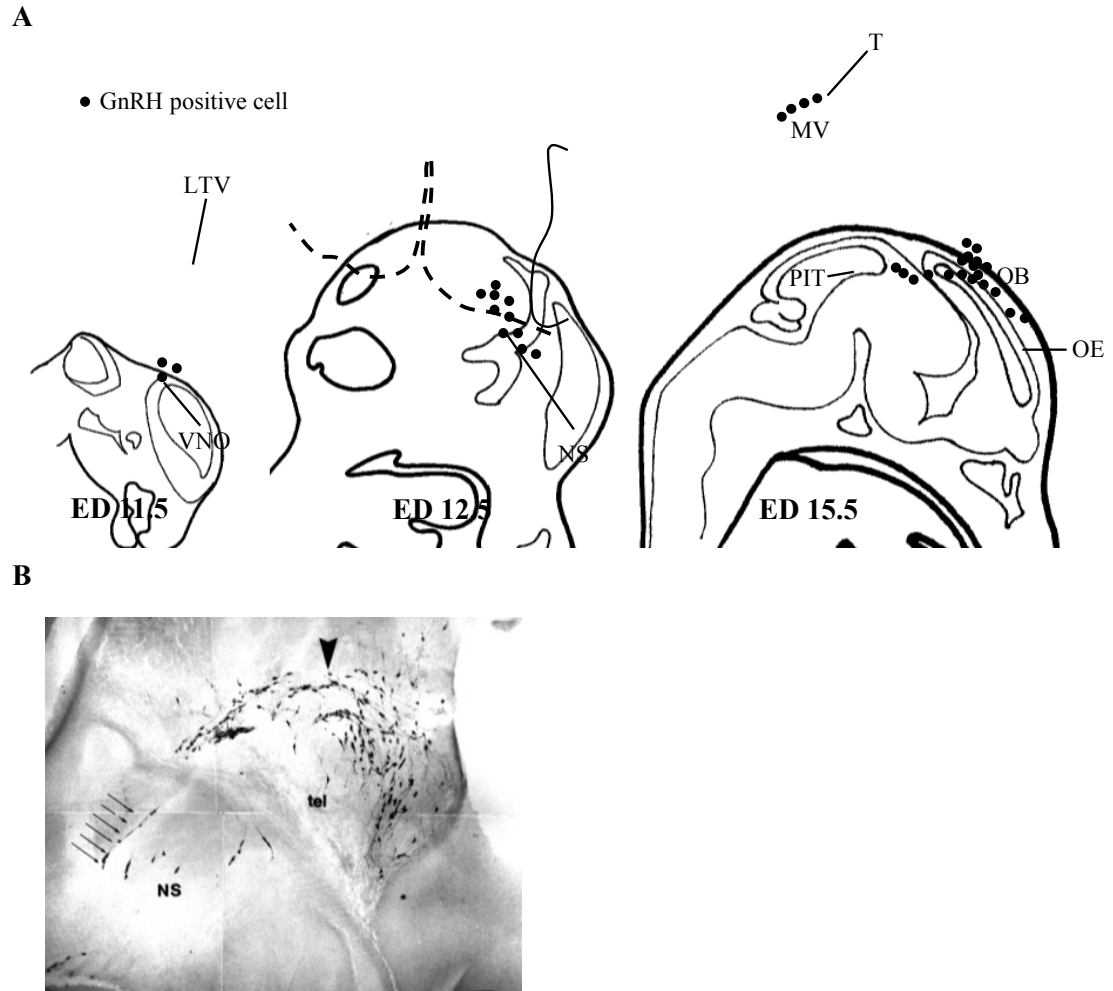 A
T
GnRH positive cell
MV
LTV
PIT
OB
OE
VNO
NS
ED 11.5
ED 12.5
ED 15.5
B
tel
NS